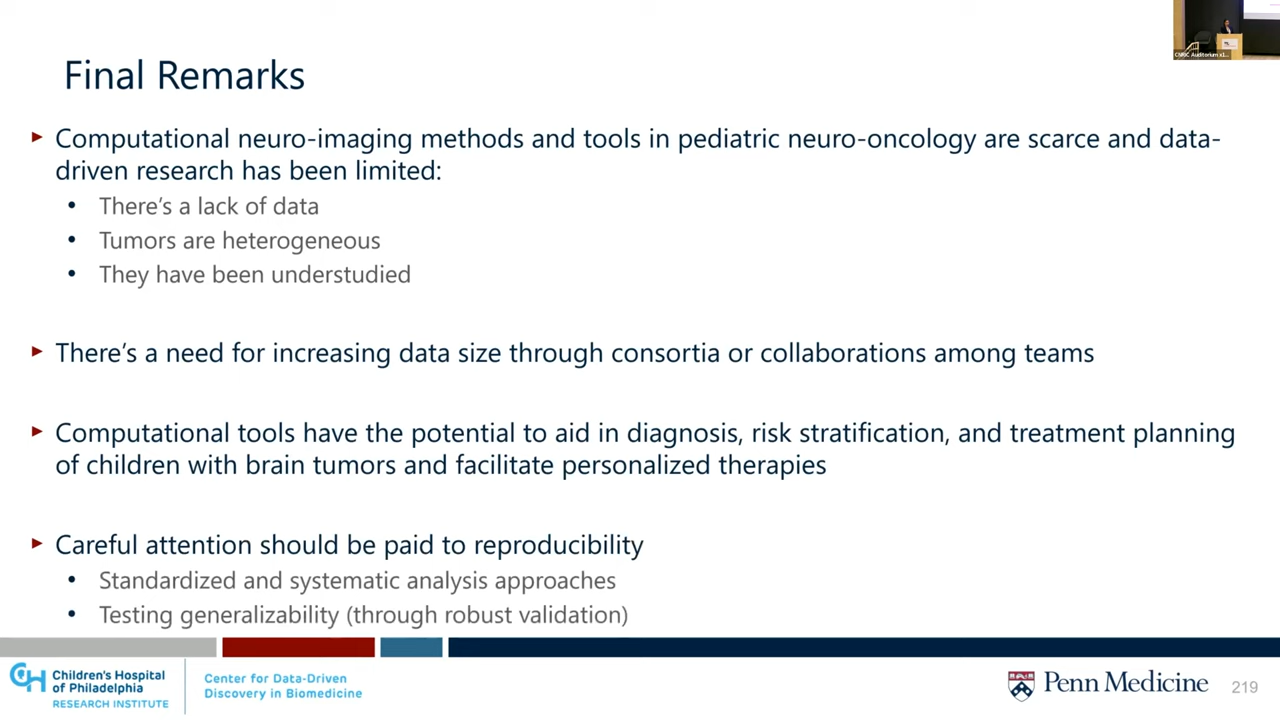 Final Remarks
Computational neuro-imaging methods and tools in pediatric neuro-oncology are scarce and data-
driven research has been limited:
There's a lack of data
Tumors are heterogeneous
They have been understudied
There's a need for increasing data size through consortia or collaborations among teams
Computational tools have the potential to aid in diagnosis, risk stratification, and treatment planning
of children with brain tumors and facilitate personalized therapies
Careful attention should be paid to reproducibility
Standardized and systematic analysis approaches
Testing generalizability (through robust validation)
Children's Hospital
of Philadelphia
RESEARCH INSTITUTE
Center for Data-Driven
Discovery in Biomedicine
Penn Medicine
219